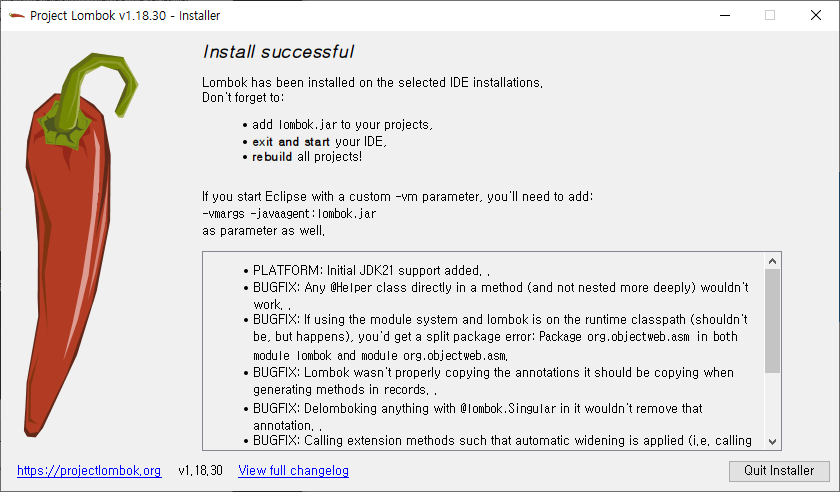 Project Lombok v1.18.30 - Installer
Install successful
Lombok has been installed on the selected IDE installations.
Don't forget to:
• add lombok.jar to your projects,
• exit and start your IDE,
• rebuild all projects!
If you start Eclipse with a custom -vm parameter, you'll need to add:
-vmargs -javaagent:lombok.jar
as parameter as well.
• PLATFORM: Initial JDK21 support added. .
• BUGFIX: Any @Helper class directly in a method (and not nested more deeply) wouldn't
work. .
• BUGFIX: If using the module system and lombok is on the runtime classpath (shouldn't
be, but happens), you'd get a split package error: Package org.objectweb.asm in both
module lombok and module org.objectweb.asm.
• BUGFIX: Lombok wasn't properly copying the annotations it should be copying when
generating methods in records. .
• BUGFIX: Delomboking anything with @lombok.Singular in it wouldn't remove that
annotation. .
• BUGFIX: Calling extension methods such that automatic widening is applied (i.e. calling
https://projectlombok.org v1.18.30 View full changelog
Quit Installer